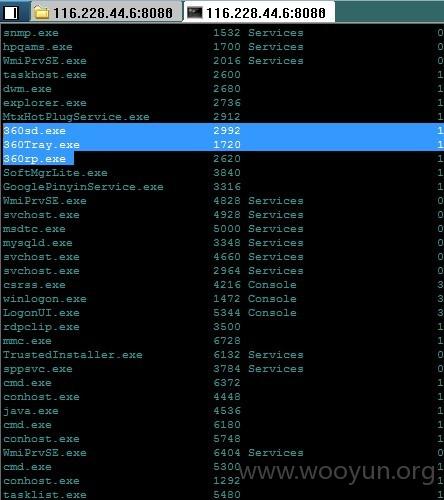 116.228.44.6:8080 116.228.44.6:8080
snmp.exe 1532 Services 0
hpqams.exe 1700 Services 0
WmiPrvSE.exe 2016 Services 0
taskhost.exe 2600 1
dwm.exe 2680 1
explorer.exe 2736 1
MtxHotPlugService.exe 2912 1
360sd.exe 2992 1
360Tray.exe 1720 1
360rp.exe 2620 1
SoftMgrLite.exe 3840 1
GooglePinyinService.exe 3316 1
WmiPrvSE.exe 4828 Services 0
svchost.exe 4928 Services 0
msdtc.exe 5000 Services 0
mysqld.exe 3348 Services 0
svchost.exe 4660 Services 0
svchost.exe 2964 Services 0
csrss.exe 4216 Console 3
winlogon.exe 1472 Console 3
LogonUI.exe 5344 Console 3
rdpclip.exe 3500 1
mmc.exe 6728 1
TrustedInstaller.exe 6132 Services 0
sppsvc.exe 3784 Services 0
cmd.exe 6372 1
conhost.exe 4448 1
java.exe 4536 1
cmd.exe 6180 1
conhost.exe 5748 1
WmiPrvSE.exe 6404 Services 0
cmd.exe 5300 1
conhost.exe 1292 1
tasklist.exe 5480 1
www.wooyun.org